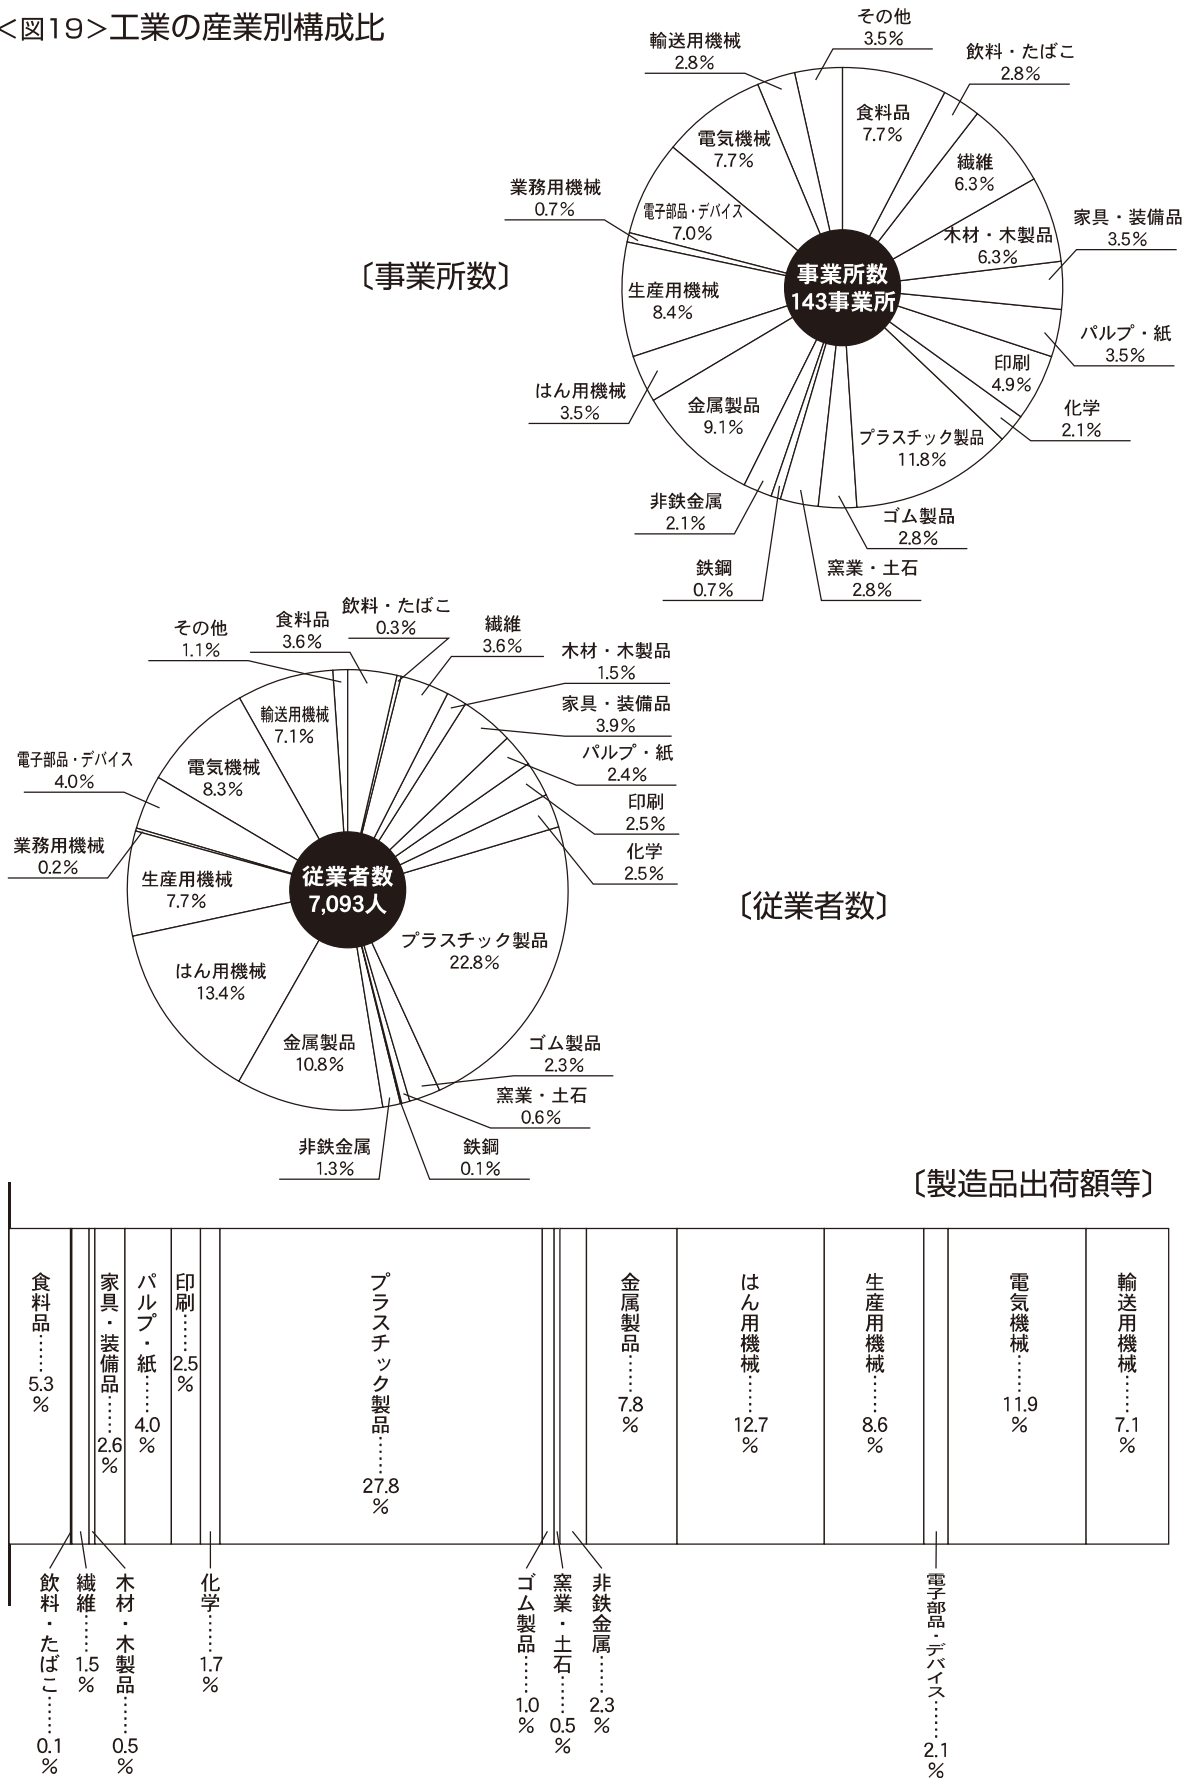 <図19>工業の産業別構成比
〔事業所数〕
事業所数
143事業所
食料品
7.7%
飲料・たばこ
2.8%
繊維
6.3%
木材・木製品
6.3%
家具・装備品
3.5%
パルプ・紙
3.5%
印刷
4.9%
化学
2.1%
プラスチック製品
11.8%
ゴム製品
2.8%
窯業・土石
2.8%
鉄鋼
0.7%
非鉄金属
2.1%
金属製品
9.1%
はん用機械
3.5%
生産用機械
8.4%
業務用機械
0.7%
電子部品・デバイス
7.0%
電気機械
7.7%
輸送用機械
2.8%
その他
3.5%
〔従業者数〕
従業者数
7,093人
食料品
3.6%
飲料・たばこ
0.3%
繊維
3.6%
木材・木製品
1.5%
家具・装備品
3.9%
パルプ・紙
2.4%
印刷
2.5%
化学
2.5%
プラスチック製品
22.8%
ゴム製品
2.3%
窯業・土石
0.6%
鉄鋼
0.1%
非鉄金属
1.3%
金属製品
10.8%
はん用機械
13.4%
生産用機械
7.7%
業務用機械
0.2%
電子部品・デバイス
4.0%
電気機械
8.3%
輸送用機械
7.1%
その他
1.1%
〔製造品出荷額等〕
食料品……5.3%
飲料・たばこ……0.1%
繊維……1.5%
木材・木製品……0.5%
家具・装備品……2.6%
パルプ・紙……4.0%
印刷……2.5%
化学……1.7%
プラスチック製品……27.8%
ゴム製品……1.0%
窯業・土石……0.5%
非鉄金属……2.3%
金属製品……7.8%
はん用機械……12.7%
生産用機械……8.6%
電子部品・デバイス……2.1%
電気機械……11.9%
輸送用機械……7.1%